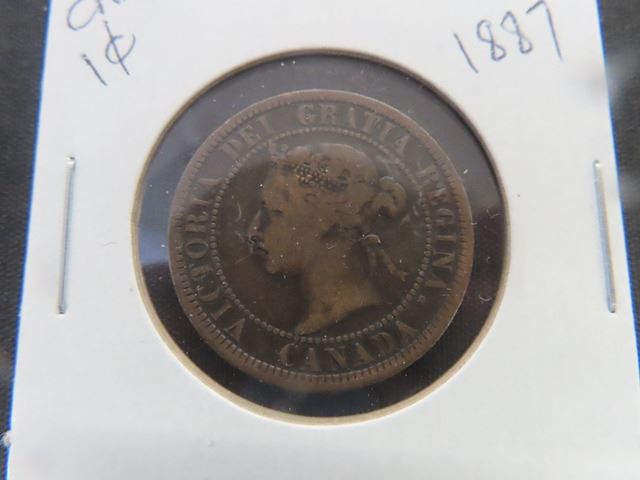 1¢
1887
VICTORIA DEI GRATIA REGINA.
CANADA